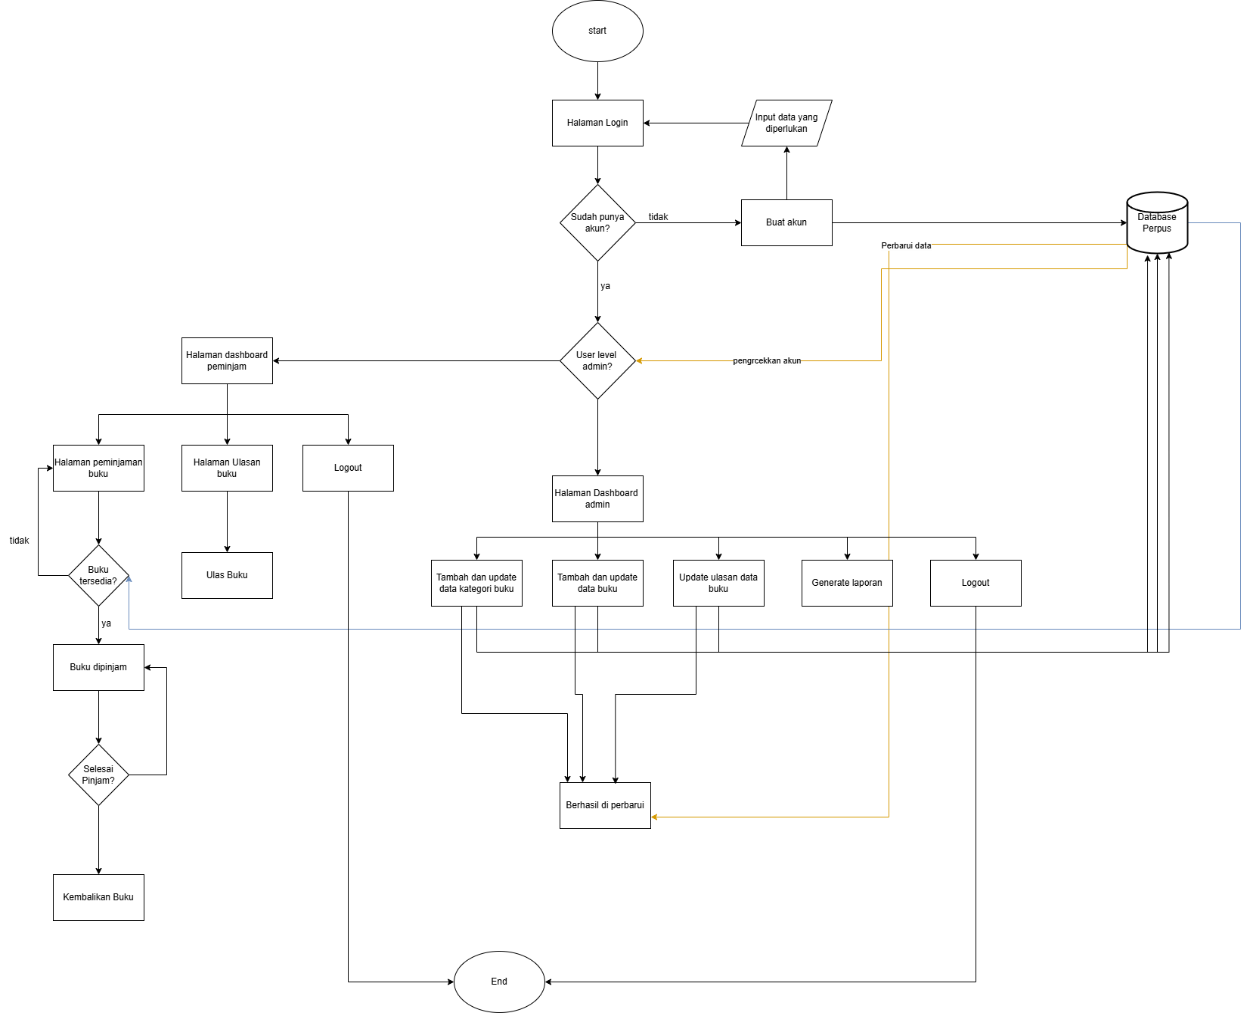 start
Halaman Login
Input data yang
diperlukan
Sudah punya
akun?
tidak
Buat akun
Database
Perpus
Perbarui data
ya
Halaman dashboard
peminjam
User level
admin?
pengrcekkan akun
Halaman peminjaman
buku
Halaman Ulasan
buku
Logout
Halaman Dashboard
admin
tidak
Buku
tersedia?
Ulas Buku
Tambah dan update
data kategori buku
Tambah dan update
data buku
Update ulasan data
buku
Generate laporan
Logout
ya
Buku dipinjam
Selesai
Pinjam?
Berhasil di perbarui
Kembalikan Buku
End